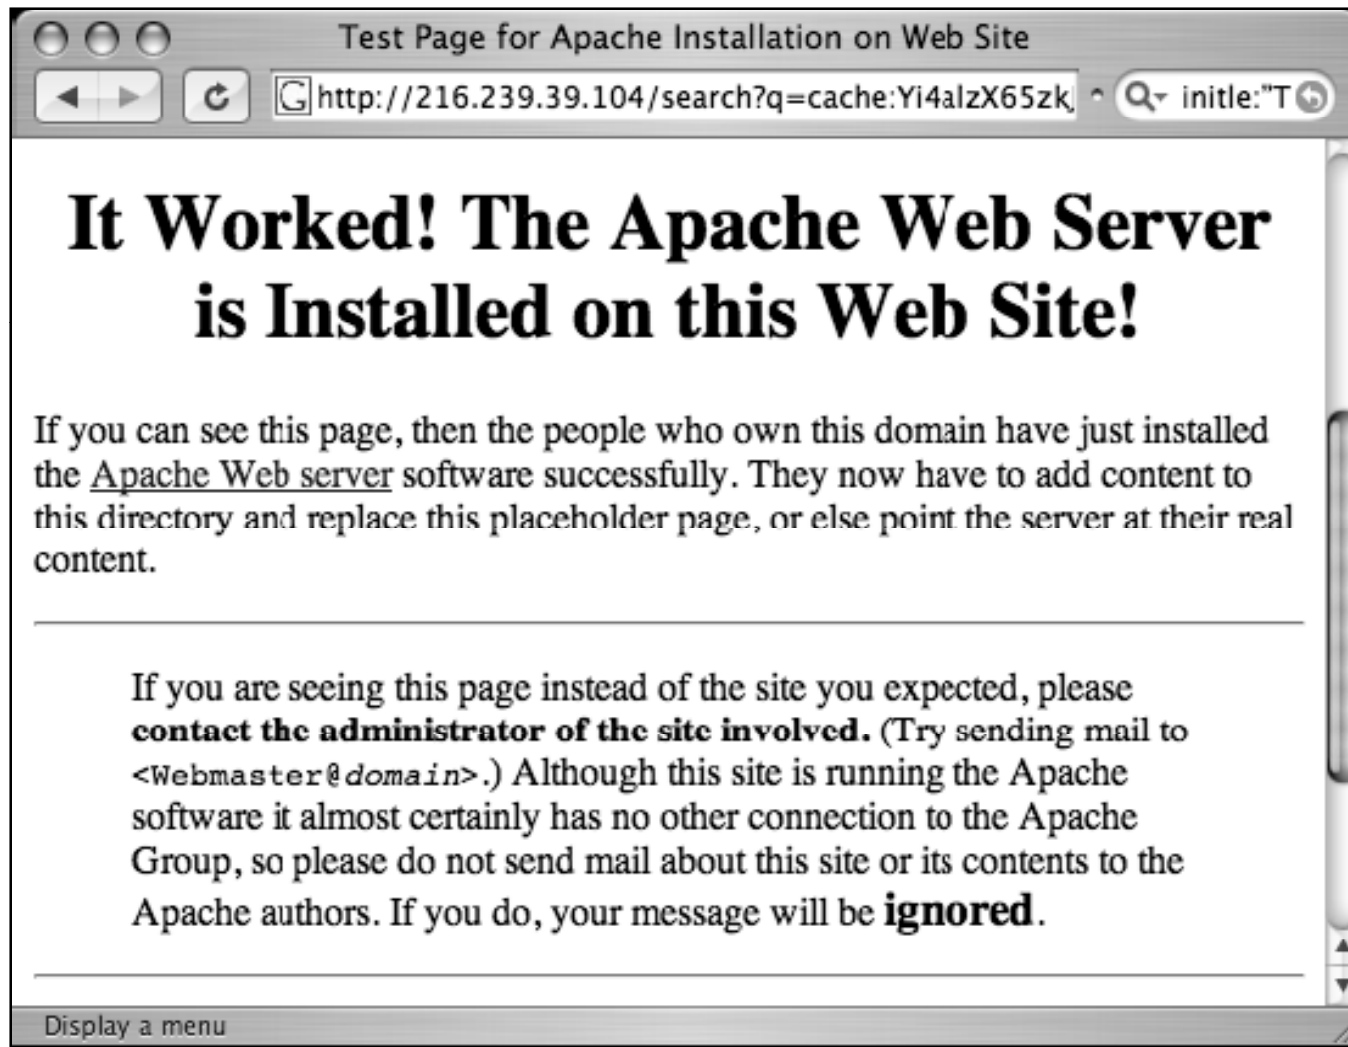 Test Page for Apache Installation on Web Site
G http://216.239.39.104/search?q=cache:Yi4alzX65zkJ initle:"T
It Worked! The Apache Web Server
is Installed on this Web Site!
If you can see this page, then the people who own this domain have just installed
the Apache Web server software successfully. They now have to add content to
this directory and replace this placeholder page, or else point the server at their real
content.
If you are seeing this page instead of the site you expected, please
contact the administrator of the site involved. (Try sending mail to
<Webmaster@domain>.) Although this site is running the Apache
software it almost certainly has no other connection to the Apache
Group, so please do not send mail about this site or its contents to the
Apache authors. If you do, your message will be ignored.
Display a menu